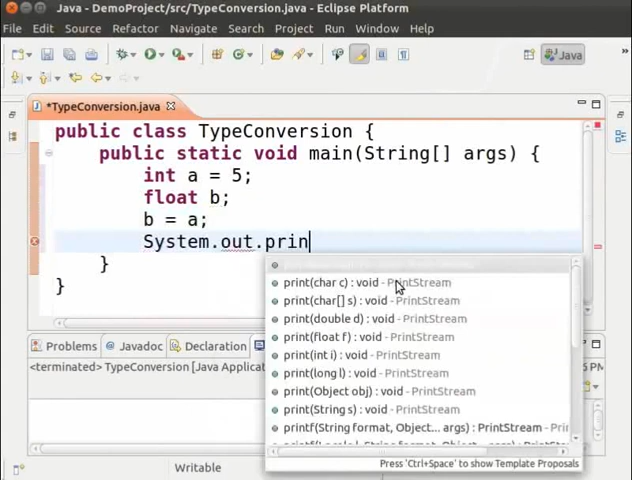 Java - DemoProject/src/TypeConversion.java - Eclipse Platform
File Edit Source Refactor Navigate Search Project Run Window Help
Java
*TypeConversion.java
public class TypeConversion {
public static void main(String[] args) {
int a = 5;
float b;
b = a;
System.out.prin
}
}
print(char c) : void - PrintStream
print(char[] s) : void - PrintStream
print(double d) : void - PrintStream
print(float f) : void - PrintStream
print(int i) : void - PrintStream
print(long l) : void - PrintStream
print(Object obj) : void - PrintStream
print(String s) : void - PrintStream
printf(String format, Object... args) : PrintStream - Prin
Press 'Ctrl+Space' to show Template Proposals
Problems Javadoc Declaration
<terminated> TypeConversion [Java Applicat
Writable